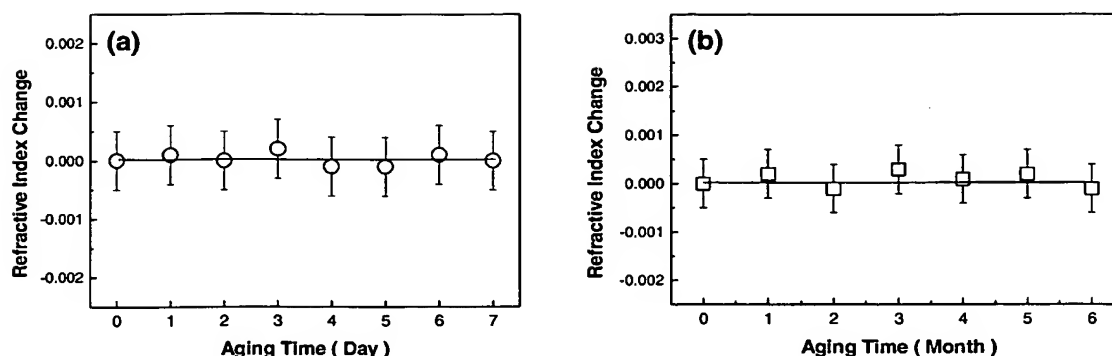 (a)
Refractive Index Change
0.002
0.001
0.000
-0.001
-0.002
0 1 2 3 4 5 6 7
Aging Time ( Day )
(b)
Refractive Index Change
0.003
0.002
0.001
0.000
-0.001
-0.002
0 1 2 3 4 5 6
Aging Time ( Month )